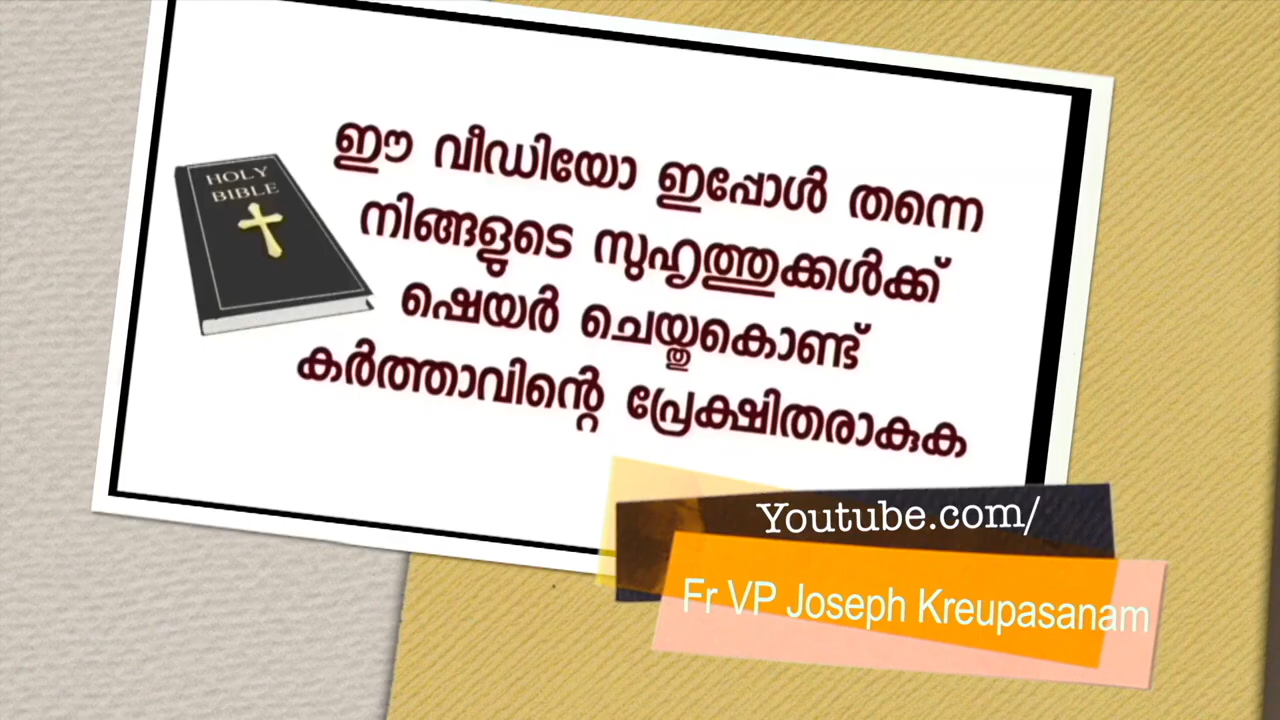 HOLY
BIBLE
ഈ വീഡിയോ ഇപ്പോൾ തന്നെ
നിങ്ങളുടെ സുഹൃത്തുക്കൾക്ക്
ഷെയർ ചെയ്തുകൊണ്ട്
കർത്താവിന്റെ പ്രേക്ഷിതരാകുക
Youtube.com/
Fr VP Joseph Kreupasanam